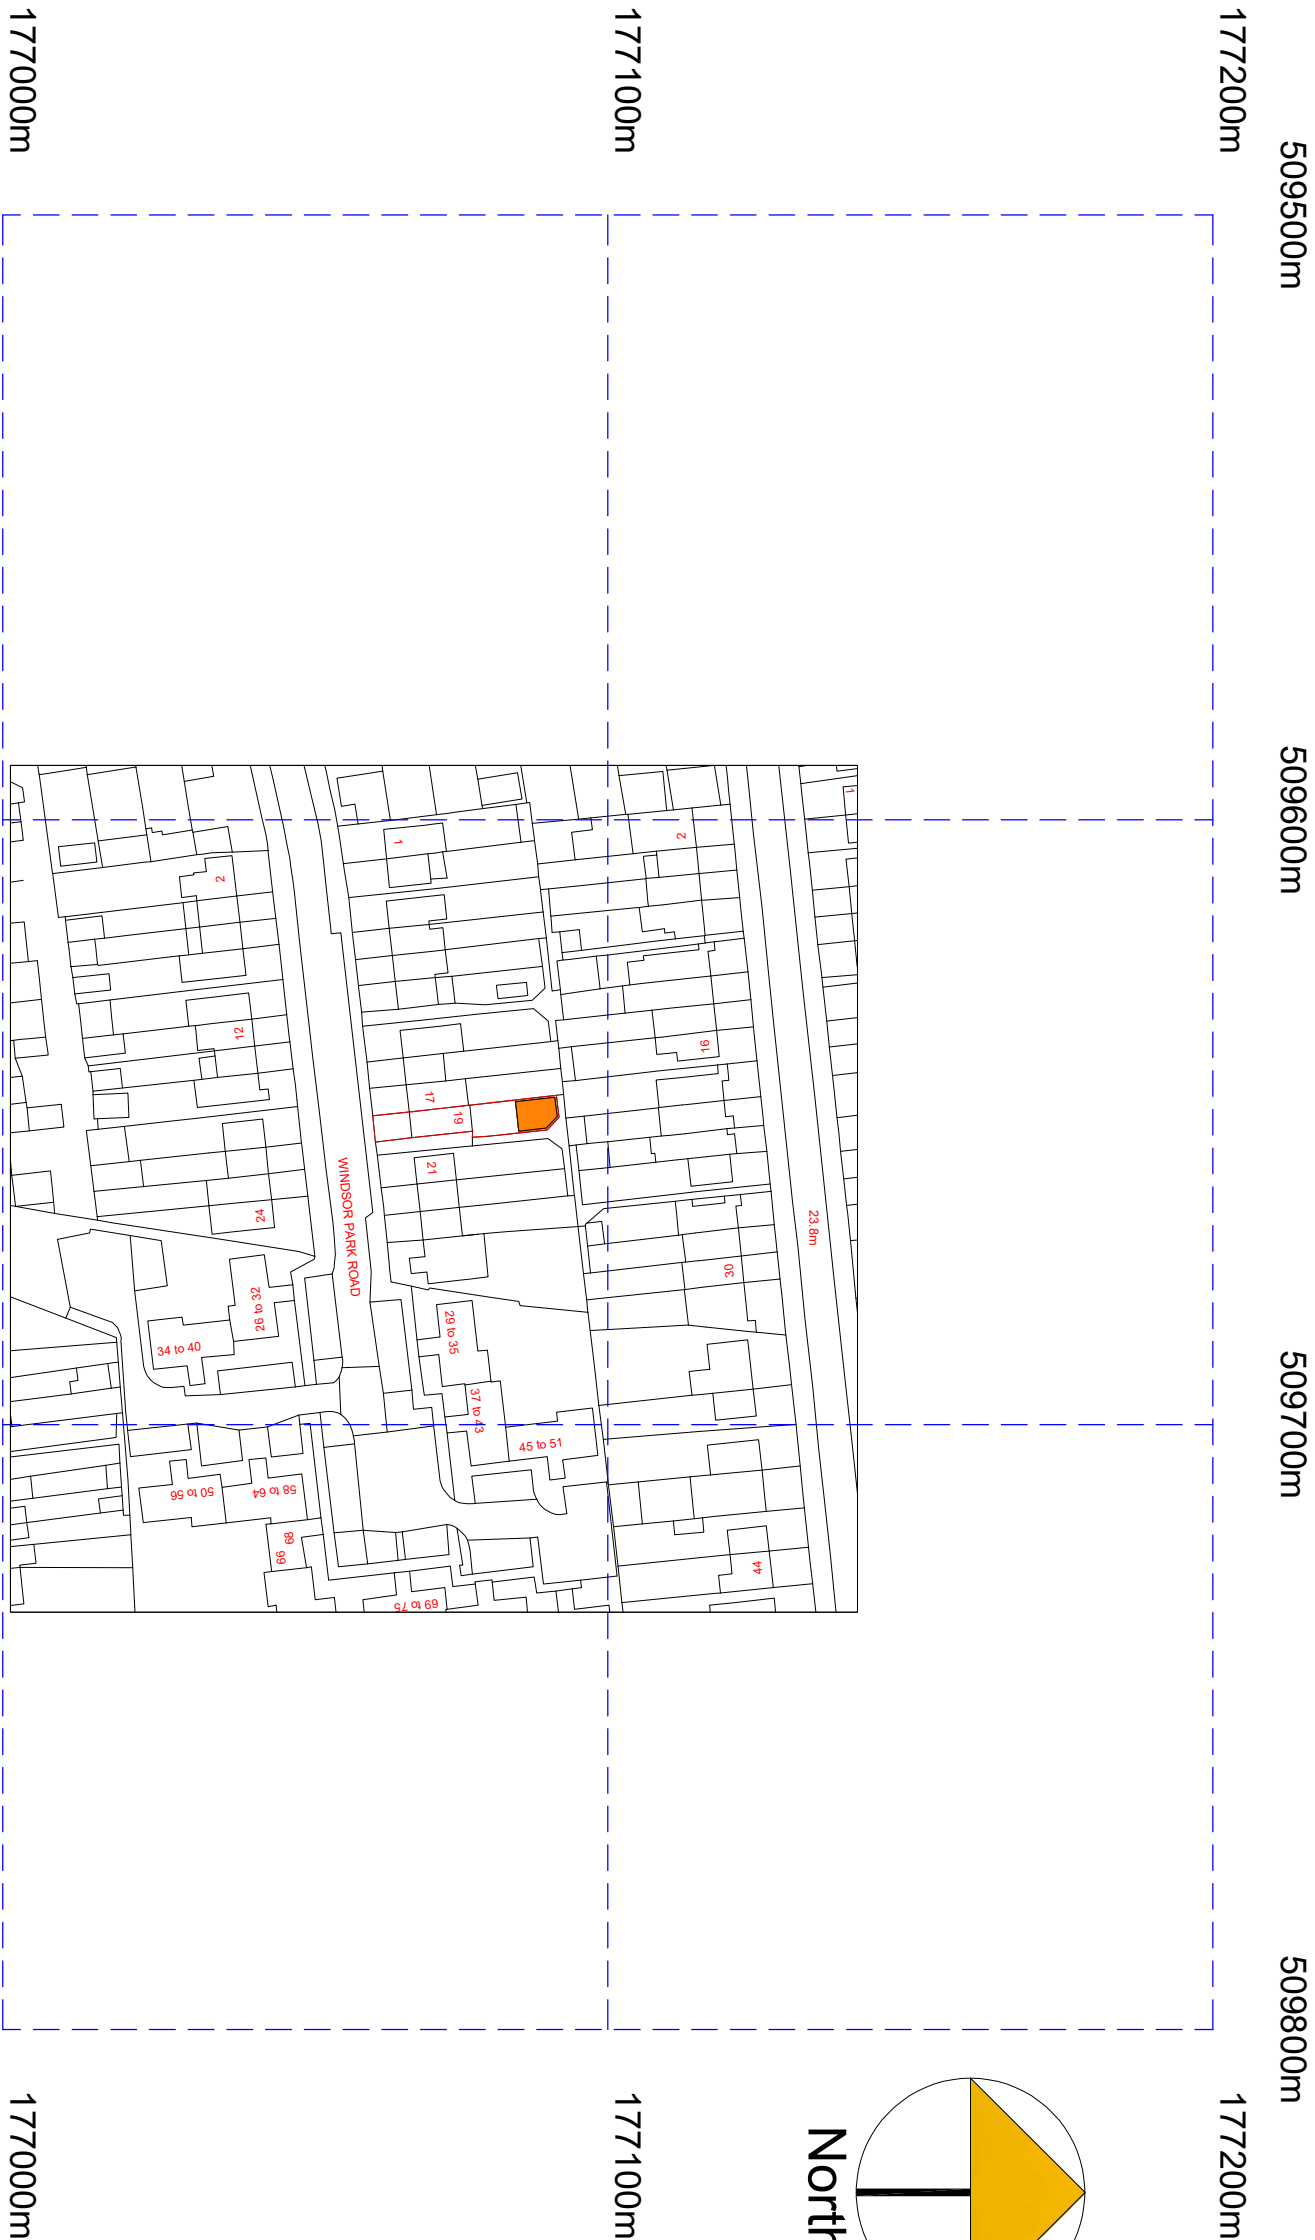 509500m
509600m
509700m
509800m
177200m
177200m
177100m
177100m
177000m
177000m
North
1
2
16
30
44
23.8m
1
17
19
21
29 to 35
37 to 43
45 to 51
69 to 75
WINDSOR PARK ROAD
2
12
24
26 to 32
34 to 40
50 to 56
58 to 64
66
68